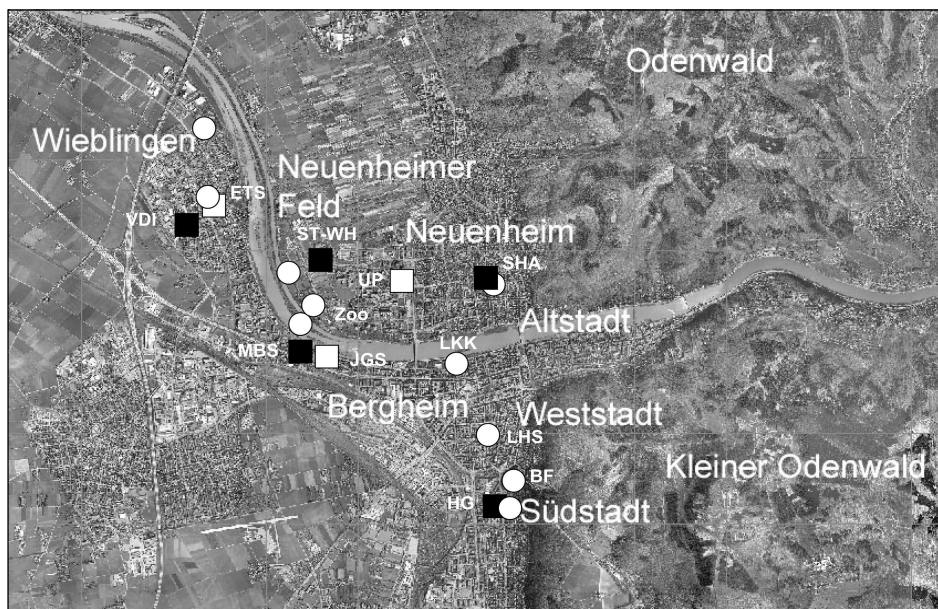 Odenwald
Wieblingen
Neuenheimer
Feld
ETS
VDI
ST-WH
Neuenheim
SHA
UP
Zoo
Altstadt
LKK
MBS
JGS
Bergheim
Weststadt
LHS
Kleiner Odenwald
BF
HG
Südstadt